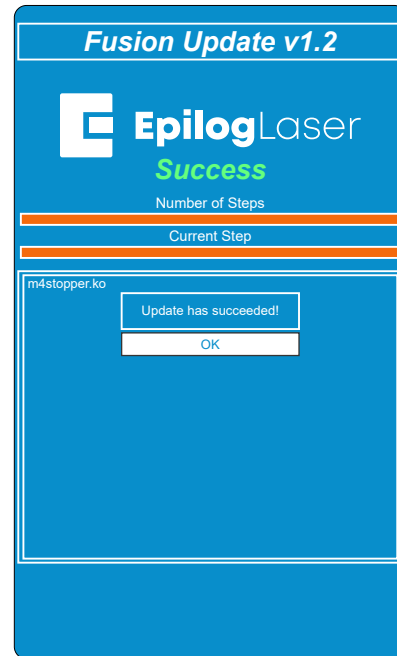 Fusion Update v1.2
EpilogLaser
Success
Number of Steps
Current Step
m4stopper.ko
Update has succeeded!
OK